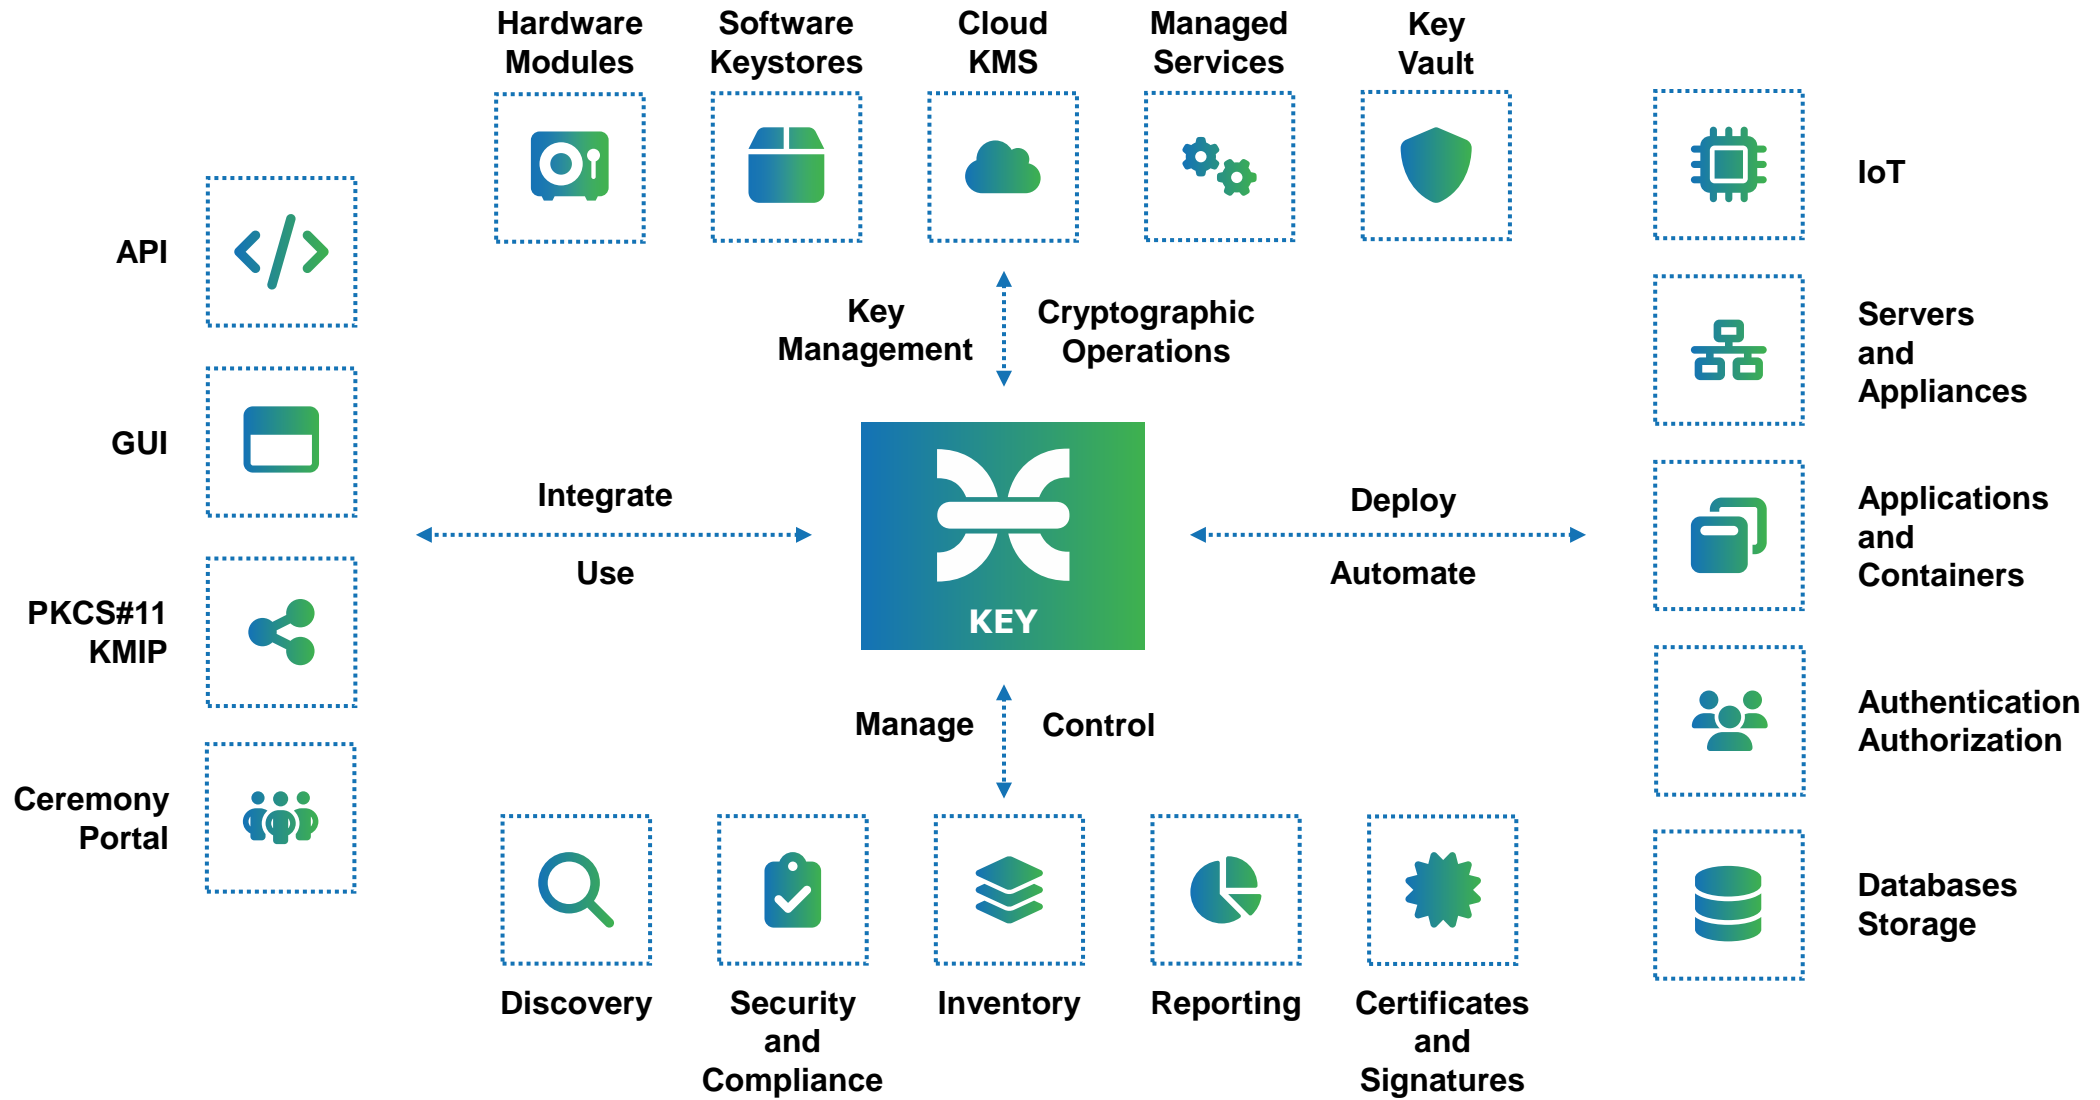 Hardware
Modules
Software
Keystores
Cloud
KMS
Managed
Services
Key
Vault
API
GUI
PKCS#11
KMIP
Ceremony
Portal
Key
Management
Cryptographic
Operations
Integrate
Use
KEY
Deploy
Automate
Manage
Control
IoT
Servers
and
Appliances
Applications
and
Containers
Authentication
Authorization
Databases
Storage
Discovery
Security
and
Compliance
Inventory
Reporting
Certificates
and
Signatures